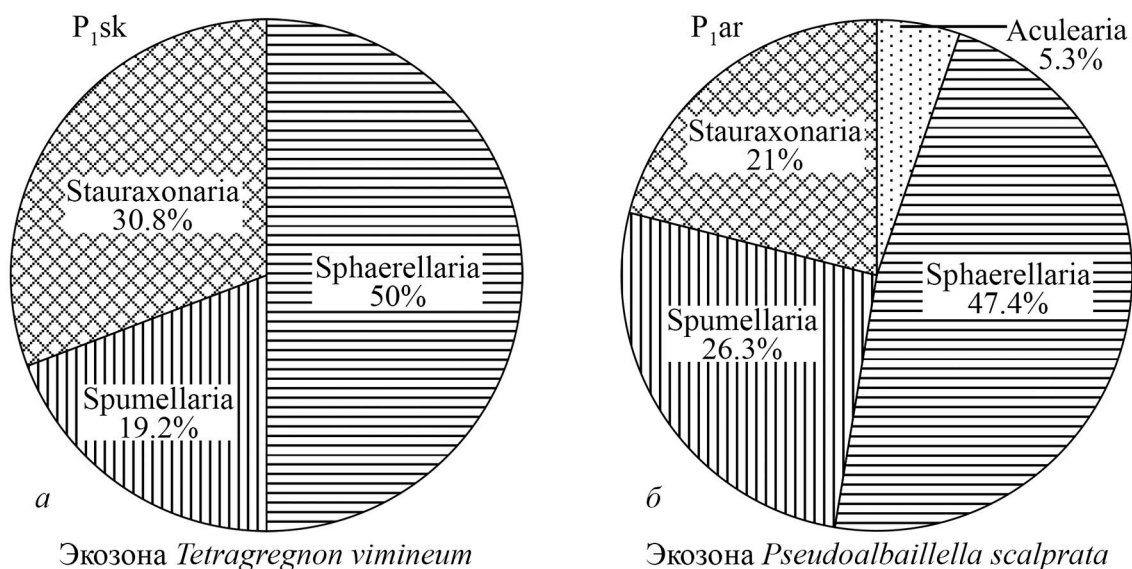 P₁sk
Stauraxonaria
30.8%
Sphaerellaria
50%
Spumellaria
19.2%
а
Экозона Tetragregnon vimineum
P₁ar
Aculearia
5.3%
Stauraxonaria
21%
Sphaerellaria
47.4%
Spumellaria
26.3%
б
Экозона Pseudoalbaillella scalprata